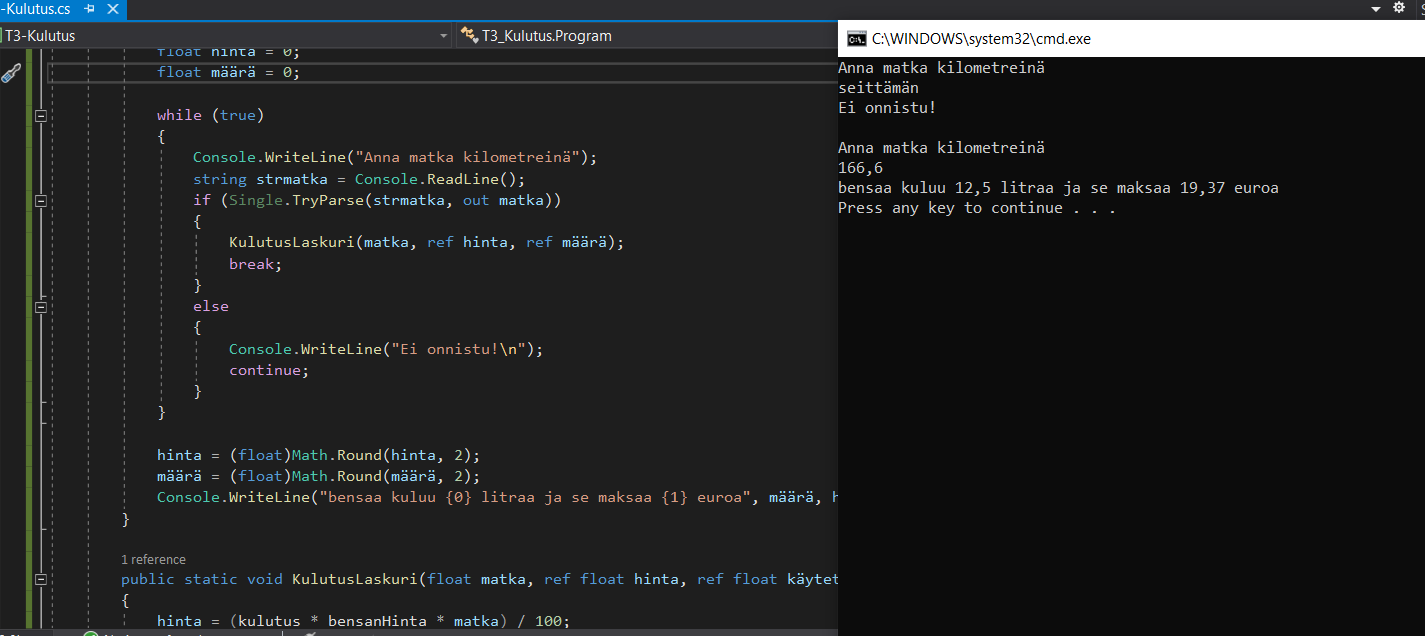 -Kulutus.cs
T3-Kulutus
T3_Kulutus.Program
float hinta = 0;
float määrä = 0;
while (true)
{
Console.WriteLine("Anna matka kilometreinä");
string strmatka = Console.ReadLine();
if (Single.TryParse(strmatka, out matka))
{
KulutusLaskuri(matka, ref hinta, ref määrä);
break;
}
else
{
Console.WriteLine("Ei onnistu!\n");
continue;
}
}
hinta = (float)Math.Round(hinta, 2);
määrä = (float)Math.Round(määrä, 2);
Console.WriteLine("bensaa kuluu {0} litraa ja se maksaa {1} euroa", määrä, h
}
1 reference
public static void KulutusLaskuri(float matka, ref float hinta, ref float käytet
{
hinta = (kulutus * bensanHinta * matka) / 100;
C:\WINDOWS\system32\cmd.exe
Anna matka kilometreinä
seittämän
Ei onnistu!
Anna matka kilometreinä
166,6
bensaa kuluu 12,5 litraa ja se maksaa 19,37 euroa
Press any key to continue . . .